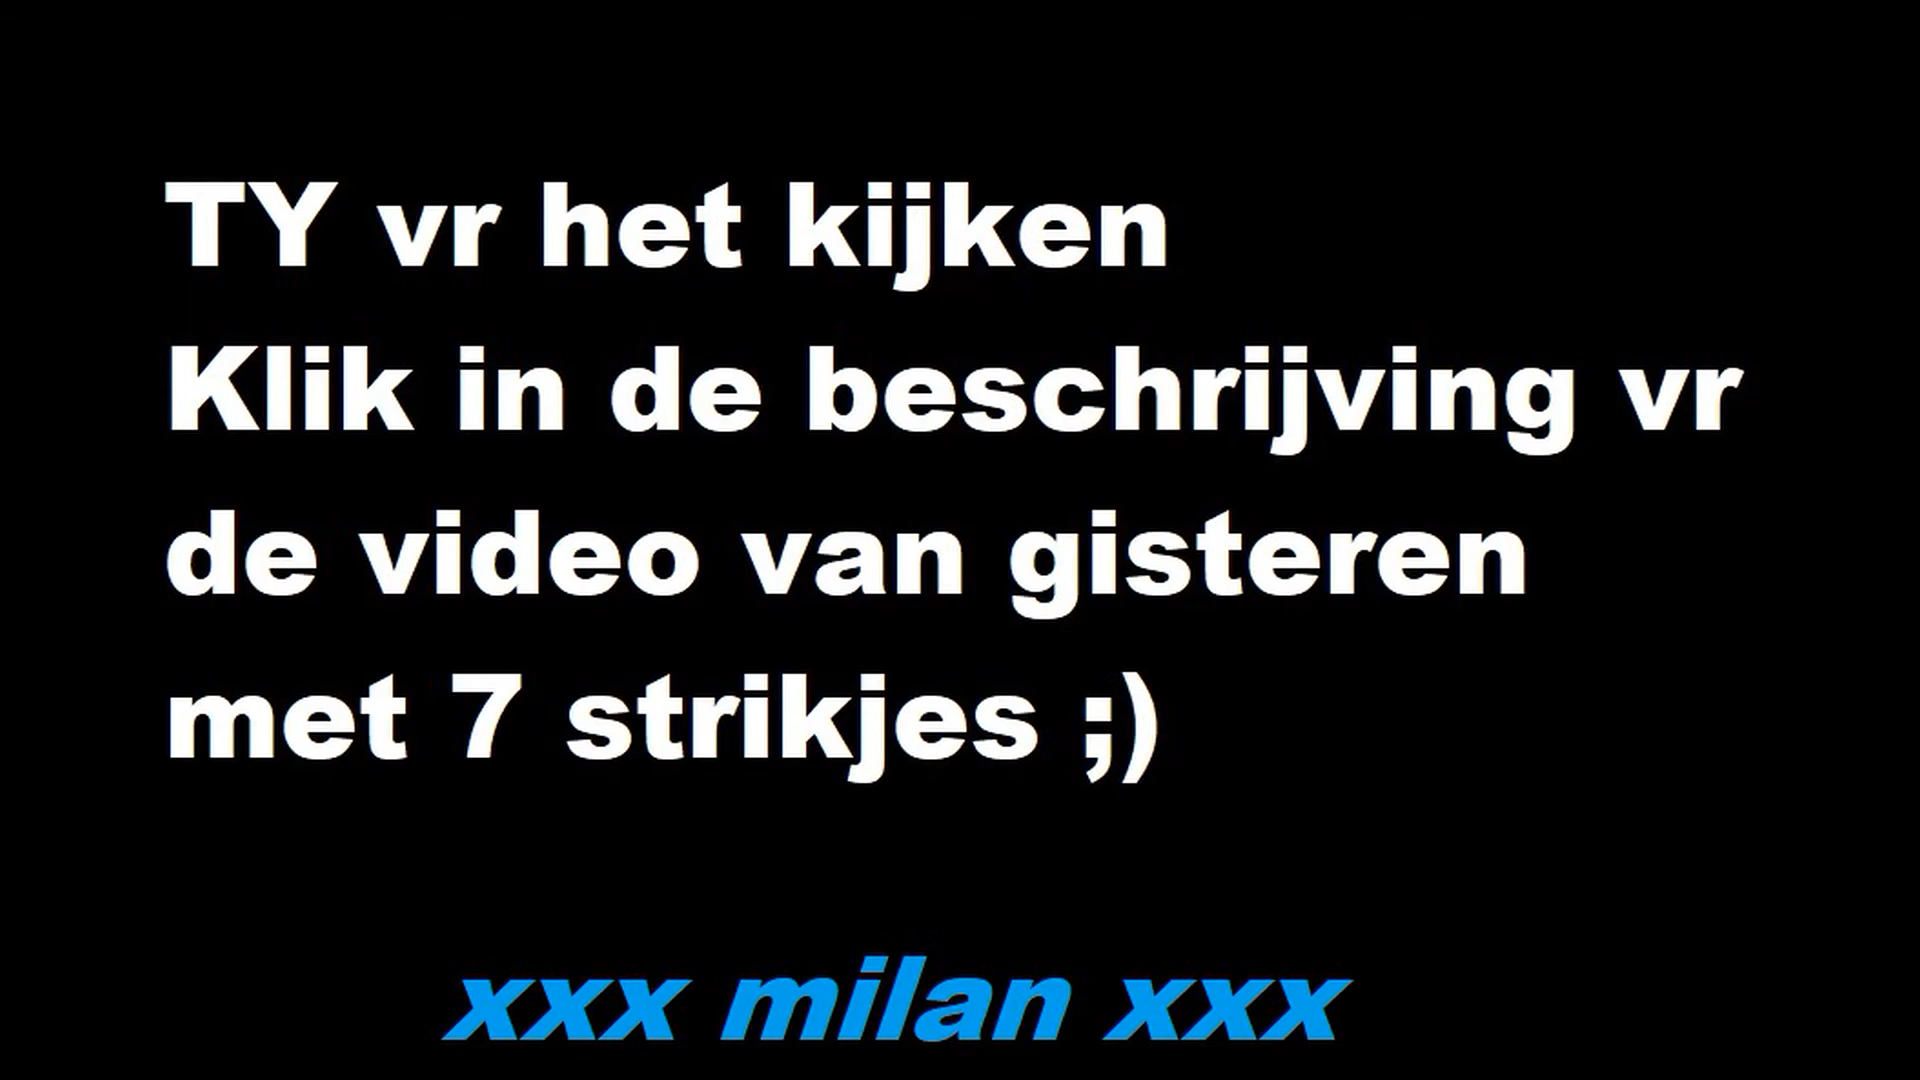 TY vr het kijken
Klik in de beschrijving vr
de video van gisteren
met 7 strikjes ;)
xxx milan xxx